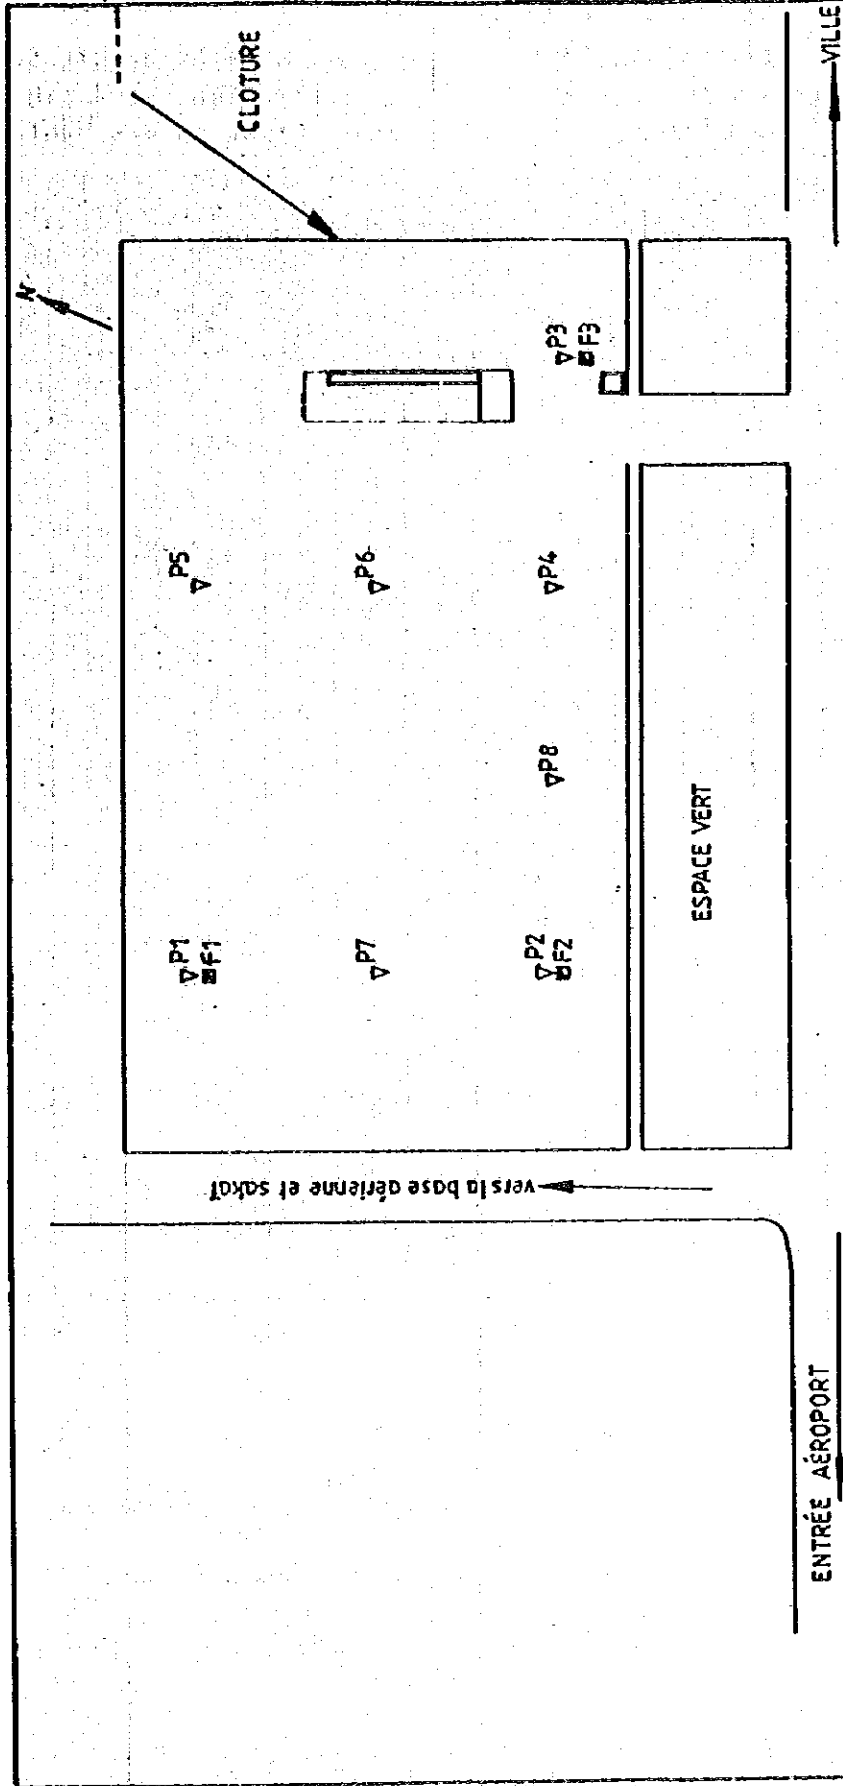 CLOTURE
VILLE
N
P3
F3
P5
P6
P4
P8
P1
F1
P7
P2
F2
ESPACE VERT
vers la base aérienne et sakaf
ENTRÉE AÉROPORT